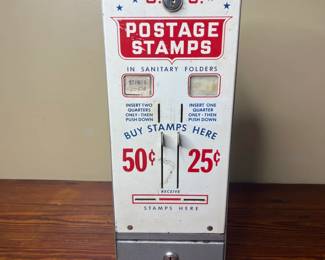 POSTAGE
STAMPS
IN SANITARY FOLDERS
INSERT TWO
QUARTERS
ONLY - THEN
PUSH DOWN
INSERT ONE
QUARTER
ONLY - THEN
PUSH DOWN
BUY STAMPS HERE
50¢ 25¢
RECEIVE
STAMPS HERE